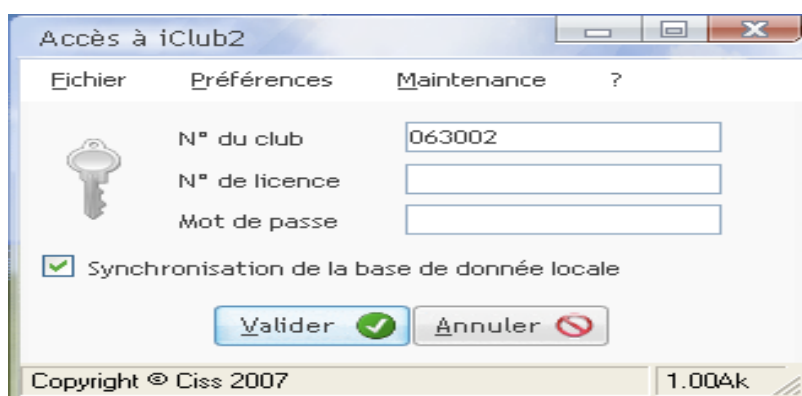 Accès à iClub2
Fichier Préférences Maintenance ?
N° du club 063002
N° de licence
Mot de passe
Synchronisation de la base de donnée locale
Valider Annuler
Copyright © Ciss 2007 1.00Ak